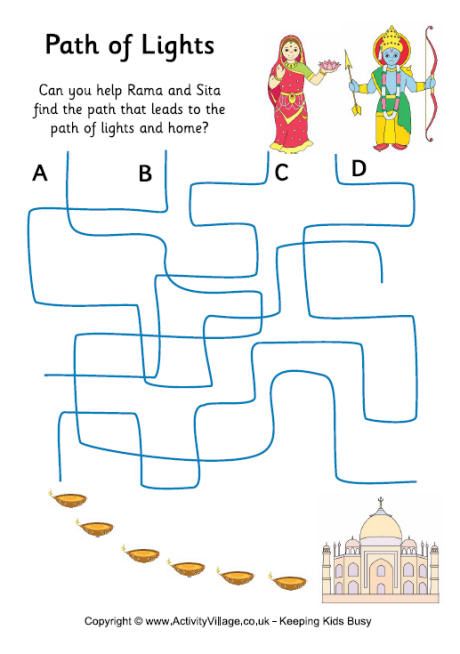 Path of Lights
Can you help Rama and Sita
find the path that leads to the
path of lights and home?
A
B
C
D
Copyright © www.ActivityVillage.co.uk - Keeping Kids Busy